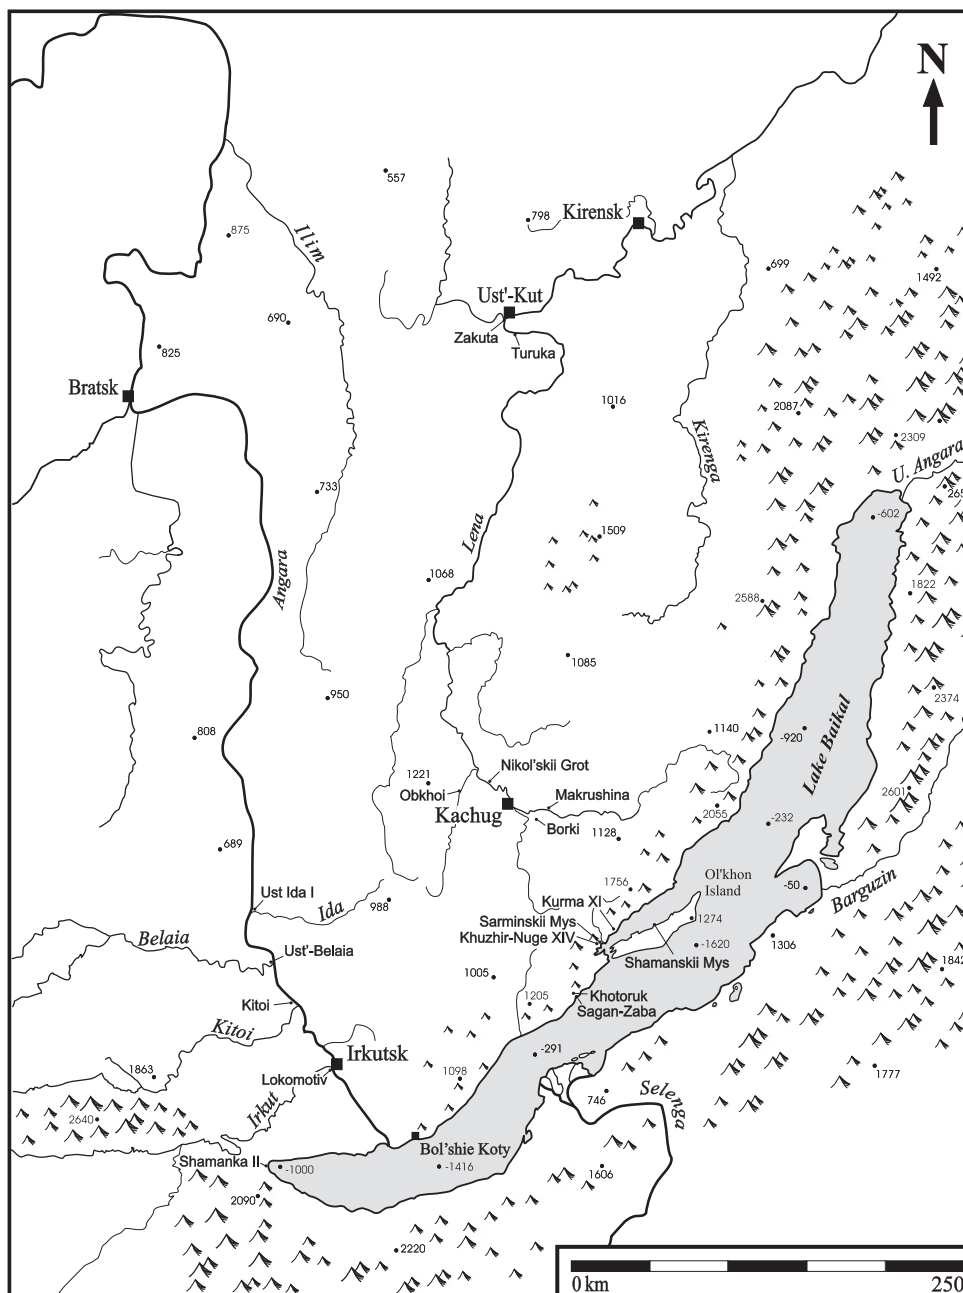 N
557
Kirensk
798
875
Ilim
699
1492
Ust'-Kut
690
Zakuta
Turuka
825
Bratsk
1016
2087
Kirenga
2309
U. Angara
733
265
-602
Lena
1509
Angara
1068
2588
1822
1085
950
2374
808
1140
-920
Lake Baikal
Nikol'skii Grot
1221
Obkhoi
Makrushina
2601
Kachug
2055
Borki
-232
1128
689
Ol'khon
Island
1756
-50
Ust Ida I
Barguzin
Ida
988
Kurma XI
1274
Sarminskii Mys
Belaia
Khuzhir-Nuge XIV
1306
-1620
Ust'-Belaia
Shamanskii Mys
1842
1005
Khotoruk
Kitoi
1205
Sagan-Zaba
Kitoi
Irkutsk
-291
1863
1098
1777
Lokomotiv
746
Selenga
Irkut
2640
Bol'shie Koty
Shamanka II
-1000
-1416
1606
2090
2220
0 km
250